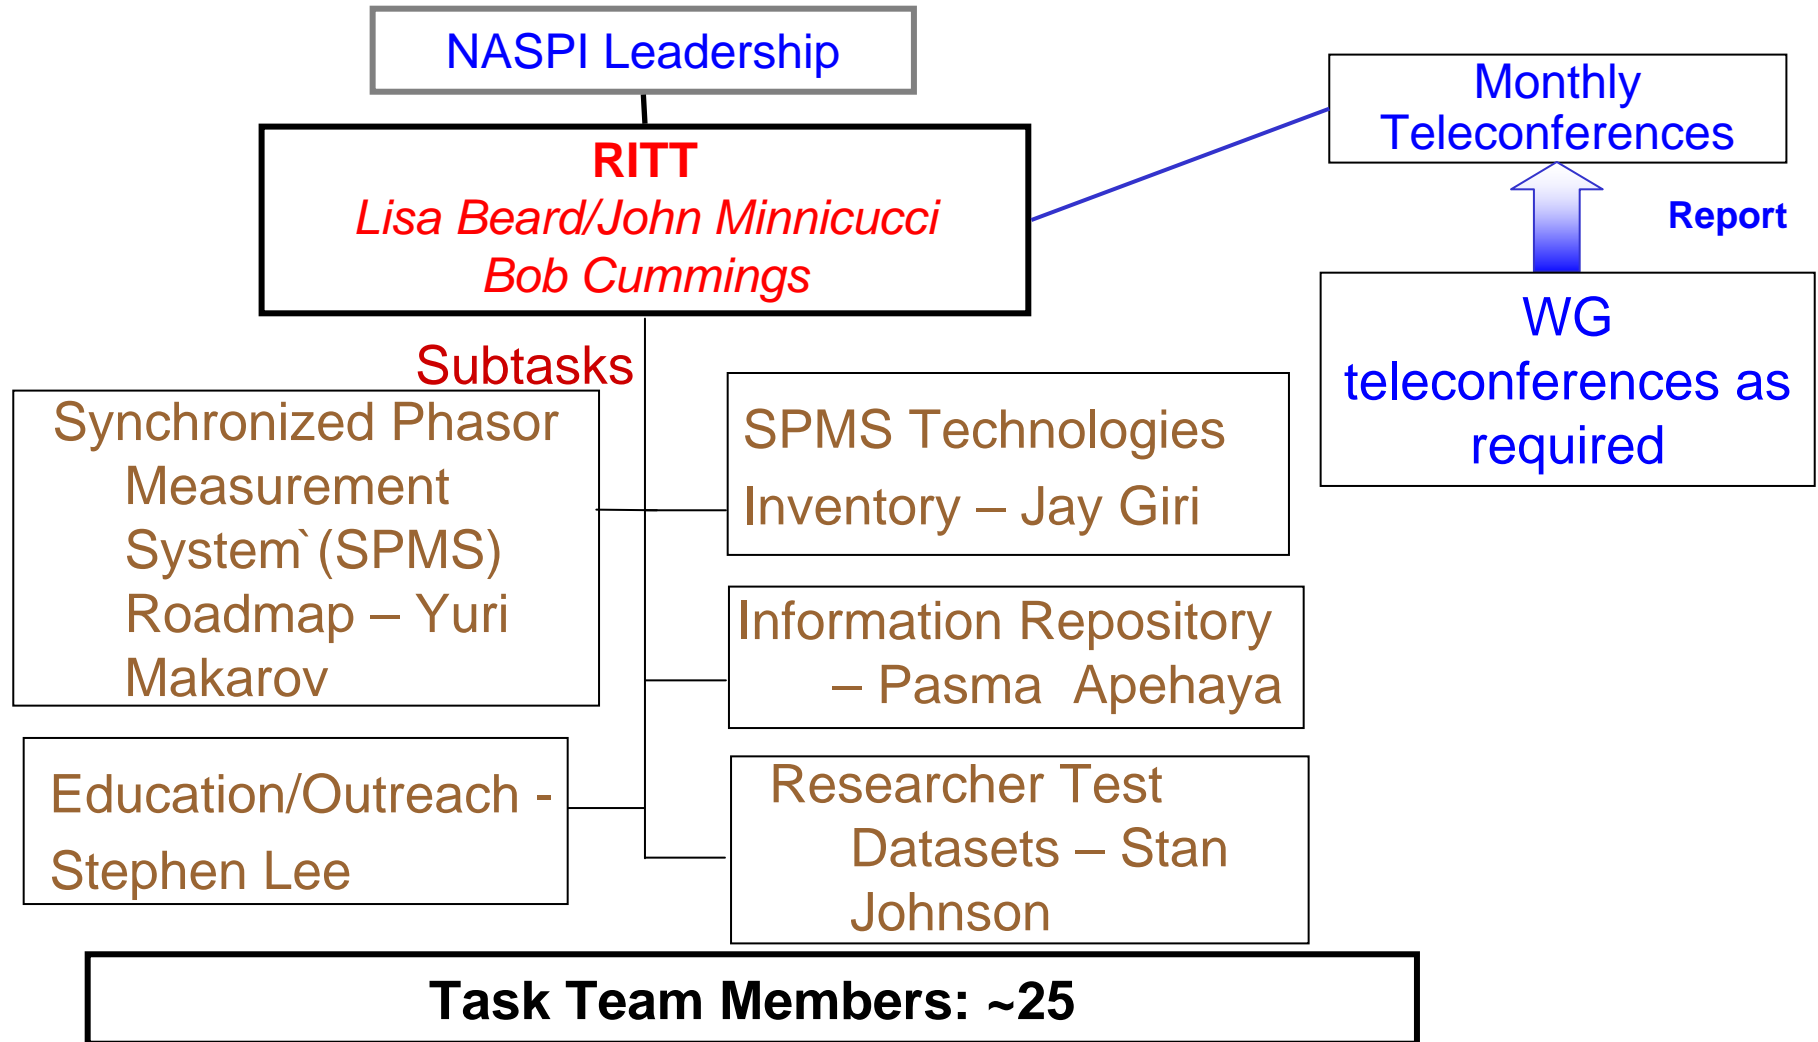 NASPI Leadership
RITT
Lisa Beard/John Minnicucci
Bob Cummings
Monthly
Teleconferences
Report
WG
teleconferences as
required
Subtasks
Synchronized Phasor
Measurement
System`(SPMS)
Roadmap – Yuri
Makarov
SPMS Technologies
Inventory – Jay Giri
Information Repository
– Pasma Apehaya
Education/Outreach -
Stephen Lee
Researcher Test
Datasets – Stan
Johnson
Task Team Members: ~25